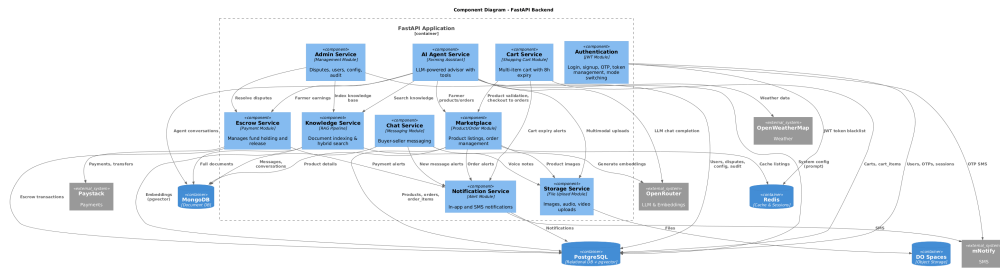 Component Diagram - FastAPI Backend
FastAPI Application
[container]
«component»
Admin Service
[Management Module]
Disputes, users, config,
audit
«component»
AI Agent Service
[Farming Assistant]
LLM-powered advisor with
tools
«component»
Cart Service
[Shopping Cart Module]
Multi-item cart with 8h
expiry
«component»
Authentication
[JWT Module]
Login, signup, OTP, token
management, mode
switching
Resolve disputes
Farmer earnings
Index knowledge
base
Search knowledge
Farmer
products/orders
Product validation,
checkout to orders
Weather data
«component»
Escrow Service
[Payment Module]
Manages fund holding and
release
«component»
Knowledge Service
[RAG Pipeline]
Document indexing &
hybrid search
«component»
Chat Service
[Messaging Module]
Buyer-seller messaging
«component»
Marketplace
[Product/Order Module]
Product listings, order
management
«external_system»
OpenWeatherMap
Weather
Agent conversations
Cart expiry alerts
Multimodal uploads
LLM chat completion
JWT token blacklist
Payments, transfers
Full documents
Messages,
conversations
Product details
Payment alerts
New message alerts
Order alerts
Voice notes
Product images
Generate embeddings
Users, disputes,
config, audit
Cache listings
System config
(prompt)
Carts, cart_items
Users, OTPs, sessions
OTP SMS
«external_system»
Paystack
Payments
«container»
MongoDB
[Document DB]
«component»
Notification Service
[Alert Module]
In-app and SMS notifications
«component»
Storage Service
[File Upload Module]
Images, audio, video
uploads
«external_system»
OpenRouter
LLM & Embeddings
«container»
Redis
[Cache & Sessions]
Escrow transactions
Embeddings
(pgvector)
Products, orders,
order_items
Notifications
Files
SMS
«container»
PostgreSQL
[Relational DB + pgvector]
«container»
DO Spaces
[Object Storage]
«external_system»
mNotify
SMS